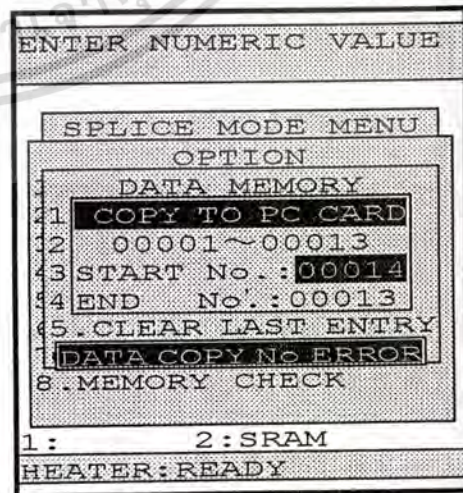 ENTER NUMERIC VALUE
SPLICE MODE MENU
OPTION
DATA MEMORY
COPY TO PC CARD
00001~00013
START No.:00014
END No.:00013
5.CLEAR LAST ENTRY
DATA COPY No ERROR
8.MEMORY CHECK
1: 2:SRAM
HEATER:READY